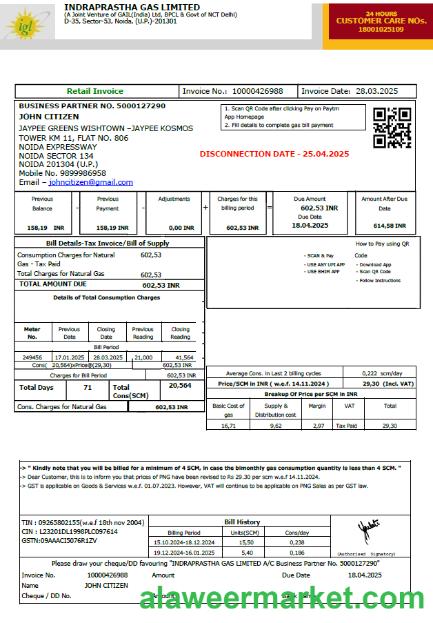 igl
INDRAPRASTHA GAS LIMITED
(A Joint Venture of GAIL(India) Ltd, BPCL & Govt of NCT Delhi)
D-35, Sector-53, Noida. (U.P.)-201301
24 HOURS
CUSTOMER CARE NOs.
18001025109
Retail Invoice
Invoice No.: 10000426988
Invoice Date: 28.03.2025
BUSINESS PARTNER NO. 5000127290
JOHN CITIZEN
JAYPEE GREENS WISHTOWN –JAYPEE KOSMOS
TOWER KM 11, FLAT NO. 806
NOIDA EXPRESSWAY
NOIDA SECTOR 134
NOIDA 201304 (U.P.)
Mobile No. 9899986958
Email – johncitizen@gmail.com
1. Scan QR Code after clicking Pay on Paytm
App Homepage
2. Fill details to complete gas bill payment
DISCONNECTION DATE - 25.04.2025
Previous Balance
158,19 INR
-
Previous Payment
158,19 INR
Adjustments
0,00 INR
+
Charges for this billing period
602,53 INR
=
Due Amount
602,53 INR
Due Date
18.04.2025
Amount After Due Date
614,58 INR
Bill Details-Tax Invoice/Bill of Supply
Consumption Charges for Natural 602,53
Gas - Tax Paid
Total Charges for Natural Gas 602,53
TOTAL AMOUNT DUE 602,53 INR
How to Pay using QR
Code
- SCAN & Pay
- USE ANY UPI APP
- USE BHIM APP
- Download App
- Scan QR Code
- Follow Instructions
Details of Total Consumption Charges
Meter No. Previous Date Closing Date Previous Reading Closing Reading
Bill Period
249456 17.01.2025 28.03.2025 21,000 41,564
Cons( 20,564)xPrice@(29,30) 602,53 INR
Charges for Bill Period 602,53 INR
Total Days 71 Total Cons(SCM) 20,564
Cons. Charges for Natural Gas 602,53 INR
Average Cons. in Last 2 billing cycles 0,222 scm/day
Price/SCM in INR ( w.e.f. 14.11.2024 ) 29,30 (Incl. VAT)
Breakup Of Price per SCM in INR
Basic Cost of gas Supply & Distribution cost Margin VAT Total
16,71 9,62 2,97 Tax Paid 29,30
-> " Kindly note that you will be billed for a minimum of 4 SCM, in case the bimonthly gas consumption quantity is less than 4 SCM. "
-> Dear Customer, this is to inform you that prices of PNG have been revised to Rs 29.30 per scm w.e.f 14.11.2024.
-> GST is applicable on Goods & Services w.e.f. 01.07.2023. However, VAT will continue to be applicable on PNG Sales as per GST law.
TIN : 09265802155(w.e.f 18th nov 2004)
CIN : L23201DL1998PLC097614
GSTN:09AAACI5076R1ZV
Bill History
Billing Period Units(SCM) Cons/day
15.10.2024-18.12.2024 15,50 0,238
19.12.2024-16.01.2025 5,40 0,186
(Authorised Signatory)
Please draw your cheque/DD favouring "INDRAPRASTHA GAS LIMITED A/C Business Partner No. 5000127290"
Invoice No. 10000426988 Amount Due Date 18.04.2025
Name JOHN CITIZEN
Cheque / DD No. Amount
alaweermarket.com